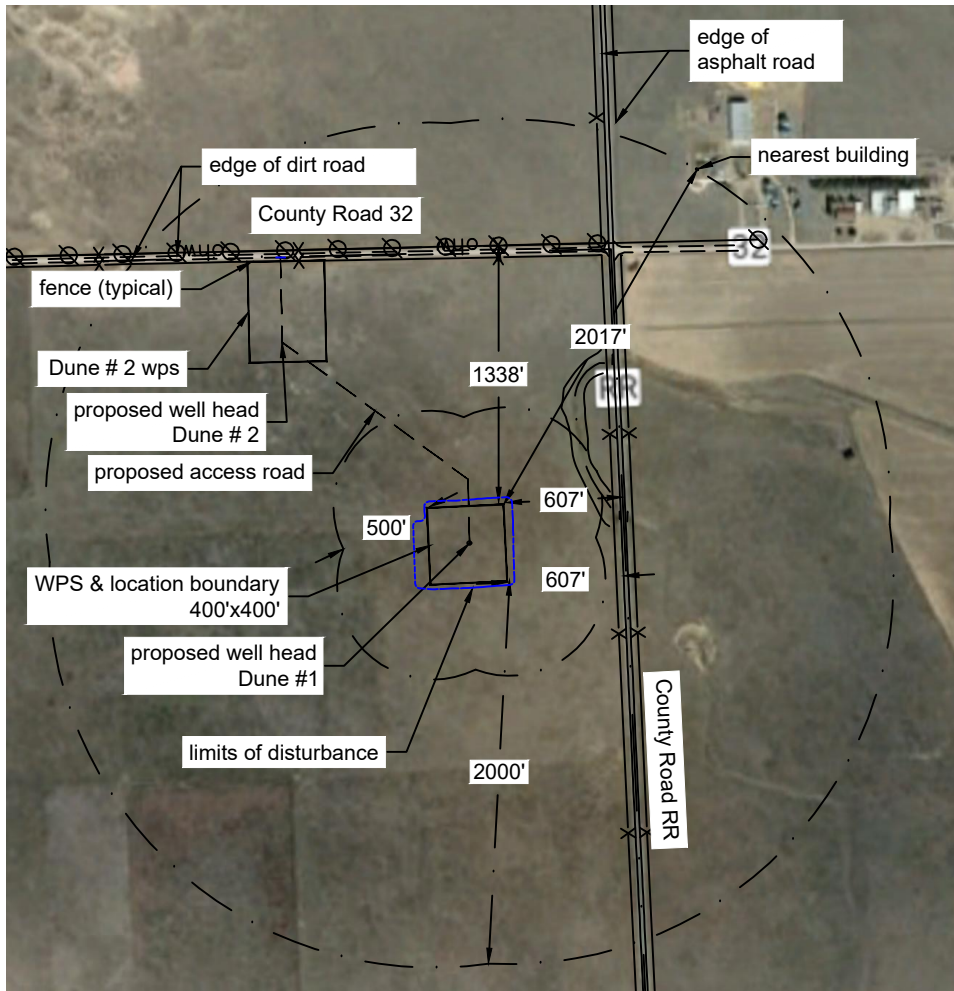 edge of
asphalt road
nearest building
edge of dirt road
County Road 32
OHW
OHW
32
fence (typical)
2017'
Dune # 2 wps
1338'
RR
proposed well head
Dune # 2
proposed access road
607'
500'
WPS & location boundary
400'x400'
607'
proposed well head
Dune #1
County Road RR
limits of disturbance
2000'